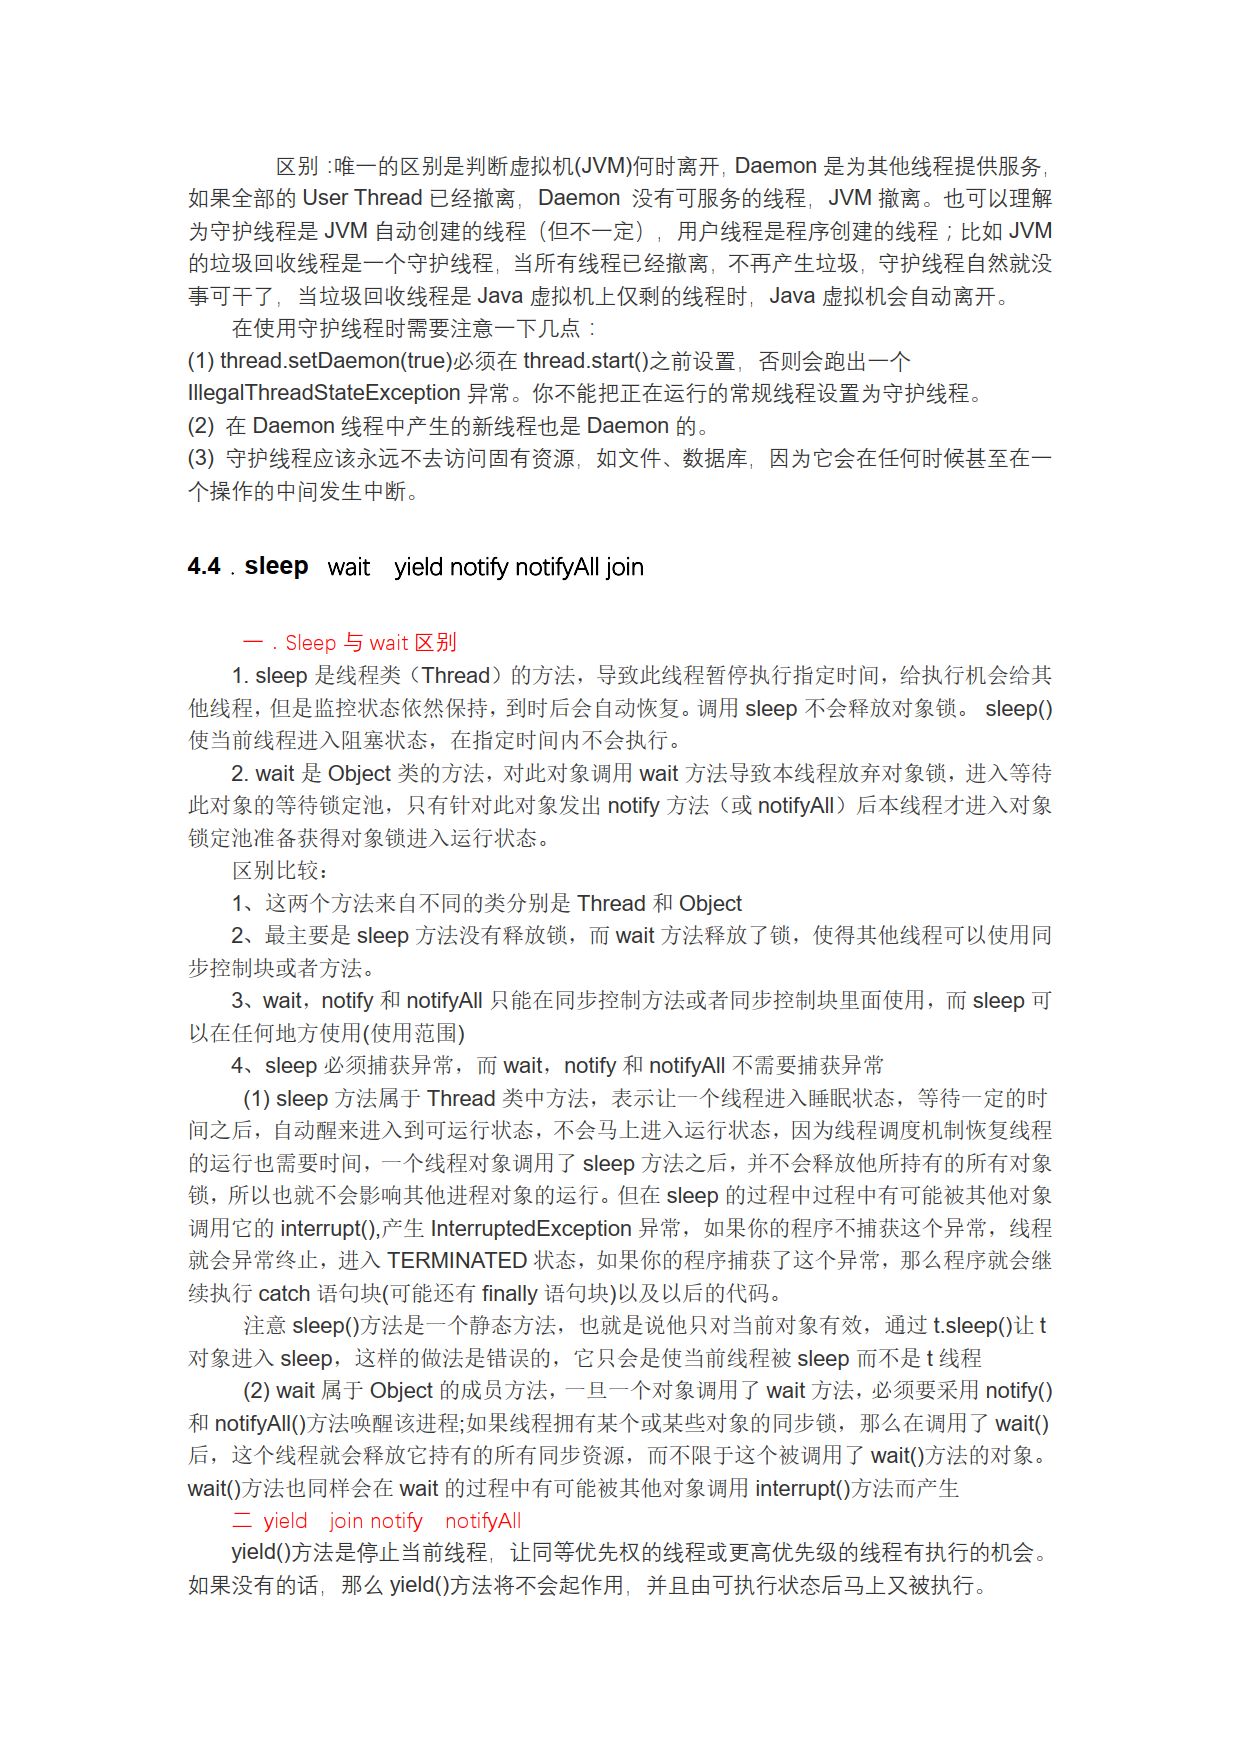 区别:唯一的区别是判断虚拟机(JVM)何时离开，Daemon 是为其他线程提供服务，
如果全部的 User Thread 已经撤离，Daemon 没有可服务的线程，JVM 撤离。也可以理解
为守护线程是 JVM 自动创建的线程（但不一定），用户线程是程序创建的线程；比如 JVM
的垃圾回收线程是一个守护线程，当所有线程已经撤离，不再产生垃圾，守护线程自然就没
事可干了，当垃圾回收线程是 Java 虚拟机上仅剩的线程时，Java 虚拟机会自动离开。
在使用守护线程时需要注意一下几点：
(1) thread.setDaemon(true)必须在 thread.start()之前设置，否则会跑出一个
IllegalThreadStateException 异常。你不能把正在运行的常规线程设置为守护线程。
(2) 在 Daemon 线程中产生的新线程也是 Daemon 的。
(3) 守护线程应该永远不去访问固有资源，如文件、数据库，因为它会在任何时候甚至在一
个操作的中间发生中断。
4.4．sleep wait yield notify notifyAll join
一．Sleep 与 wait 区别
1. sleep 是线程类（Thread）的方法，导致此线程暂停执行指定时间，给执行机会给其
他线程，但是监控状态依然保持，到时后会自动恢复。调用 sleep 不会释放对象锁。 sleep()
使当前线程进入阻塞状态，在指定时间内不会执行。
2. wait 是 Object 类的方法，对此对象调用 wait 方法导致本线程放弃对象锁，进入等待
此对象的等待锁定池，只有针对此对象发出 notify 方法（或 notifyAll）后本线程才进入对象
锁定池准备获得对象锁进入运行状态。
区别比较：
1、这两个方法来自不同的类分别是 Thread 和 Object
2、最主要是 sleep 方法没有释放锁，而 wait 方法释放了锁，使得其他线程可以使用同
步控制块或者方法。
3、wait，notify 和 notifyAll 只能在同步控制方法或者同步控制块里面使用，而 sleep 可
以在任何地方使用(使用范围)
4、sleep 必须捕获异常，而 wait，notify 和 notifyAll 不需要捕获异常
(1) sleep 方法属于 Thread 类中方法，表示让一个线程进入睡眠状态，等待一定的时
间之后，自动醒来进入到可运行状态，不会马上进入运行状态，因为线程调度机制恢复线程
的运行也需要时间，一个线程对象调用了 sleep 方法之后，并不会释放他所持有的所有对象
锁，所以也就不会影响其他进程对象的运行。但在 sleep 的过程中过程中有可能被其他对象
调用它的 interrupt(),产生 InterruptedException 异常，如果你的程序不捕获这个异常，线程
就会异常终止，进入 TERMINATED 状态，如果你的程序捕获了这个异常，那么程序就会继
续执行 catch 语句块(可能还有 finally 语句块)以及以后的代码。
注意 sleep()方法是一个静态方法，也就是说他只对当前对象有效，通过 t.sleep()让 t
对象进入 sleep，这样的做法是错误的，它只会是使当前线程被 sleep 而不是 t 线程
(2) wait 属于 Object 的成员方法，一旦一个对象调用了 wait 方法，必须要采用 notify()
和 notifyAll()方法唤醒该进程;如果线程拥有某个或某些对象的同步锁，那么在调用了 wait()
后，这个线程就会释放它持有的所有同步资源，而不限于这个被调用了 wait()方法的对象。
wait()方法也同样会在 wait 的过程中有可能被其他对象调用 interrupt()方法而产生
二 yield join notify notifyAll
yield()方法是停止当前线程，让同等优先权的线程或更高优先级的线程有执行的机会。
如果没有的话，那么 yield()方法将不会起作用，并且由可执行状态后马上又被执行。